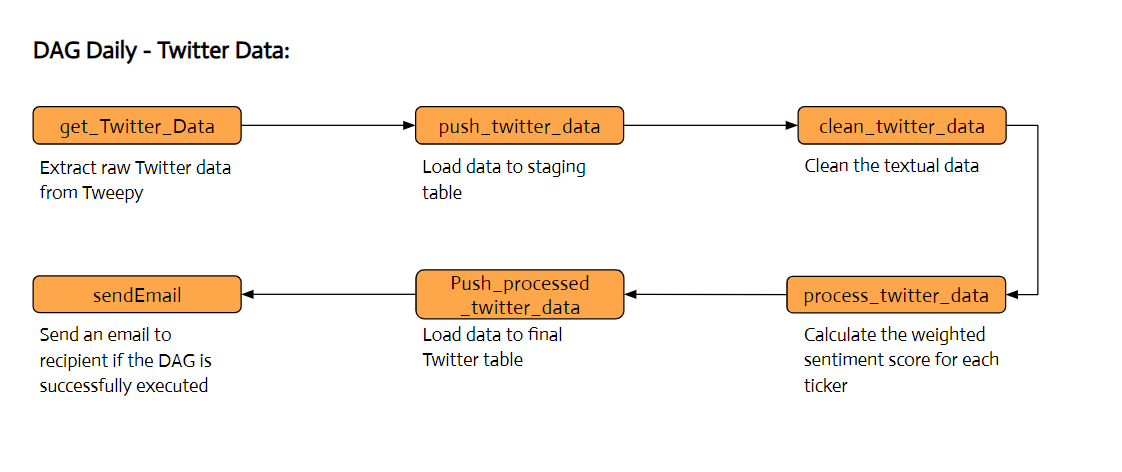 DAG Daily - Twitter Data:
get_Twitter_Data
Extract raw Twitter data
from Tweepy
push_twitter_data
Load data to staging
table
clean_twitter_data
Clean the textual data
process_twitter_data
Calculate the weighted
sentiment score for each
ticker
Push_processed
_twitter_data
Load data to final
Twitter table
sendEmail
Send an email to
recipient if the DAG is
successfully executed